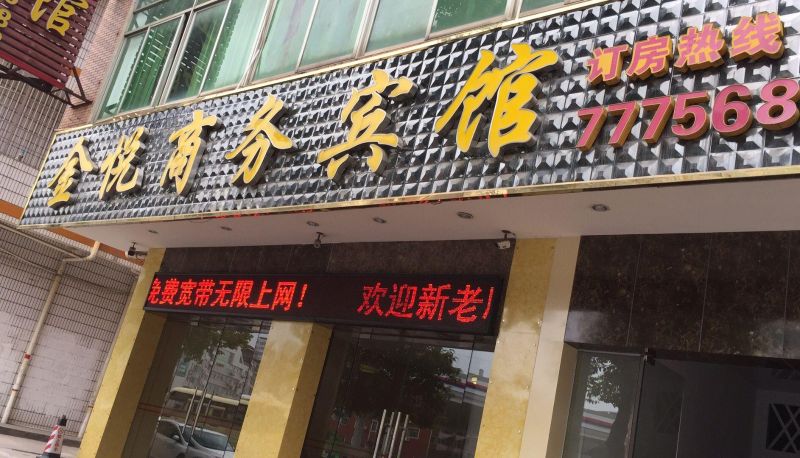 馆
金悦商务宾馆
订房热线
777568
免费宽带无限上网！ 欢迎新老